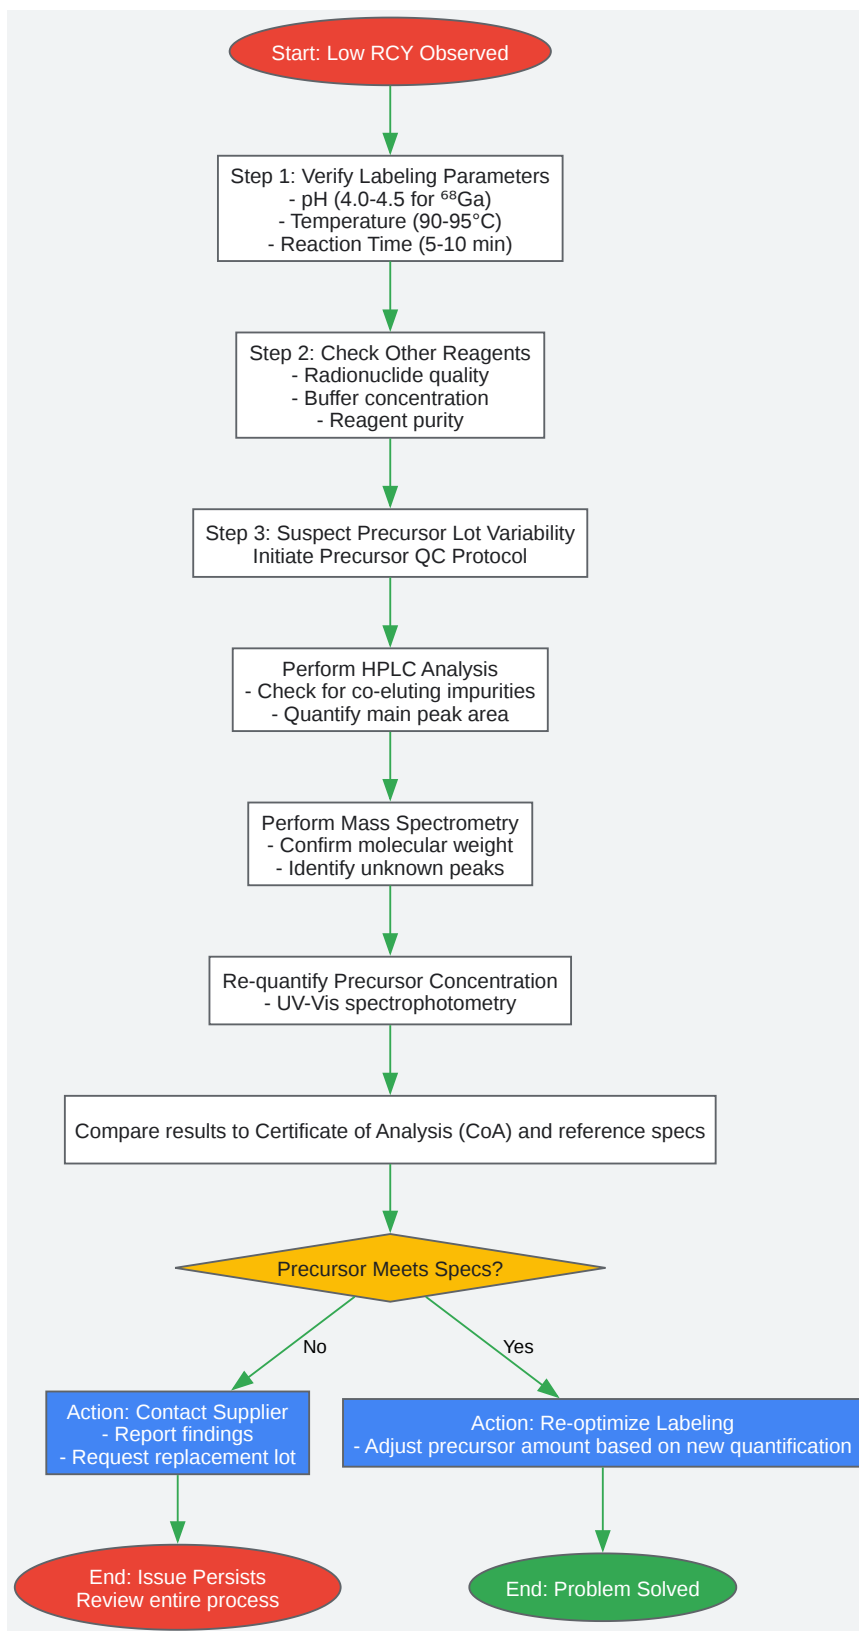 Start: Low RCY Observed
Step 1: Verify Labeling Parameters
- pH (4.0-4.5 for ⁶⁸Ga)
- Temperature (90-95°C)
- Reaction Time (5-10 min)
Step 2: Check Other Reagents
- Radionuclide quality
- Buffer concentration
- Reagent purity
Step 3: Suspect Precursor Lot Variability
Initiate Precursor QC Protocol
Perform HPLC Analysis
- Check for co-eluting impurities
- Quantify main peak area
Perform Mass Spectrometry
- Confirm molecular weight
- Identify unknown peaks
Re-quantify Precursor Concentration
- UV-Vis spectrophotometry
Compare results to Certificate of Analysis (CoA) and reference specs
Precursor Meets Specs?
No
Yes
Action: Contact Supplier
- Report findings
- Request replacement lot
Action: Re-optimize Labeling
- Adjust precursor amount based on new quantification
End: Issue Persists
Review entire process
End: Problem Solved